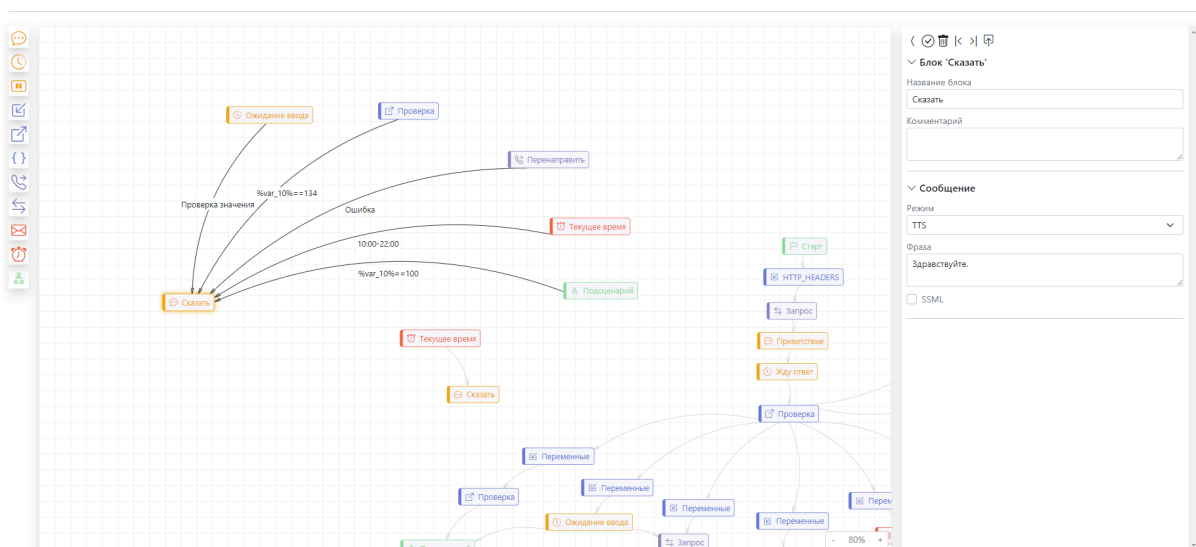 Ожидание ввода
Проверка
Перенаправить
%var_10%==134
Проверка значения
Ошибка
Текущее время
10:00-22:00
%var_10%==100
Подсценарий
Сказать
Старт
HTTP_HEADERS
Запрос
Приветствие
Жду ответ
Проверка
Текущее время
Сказать
Переменные
Переменные
Проверка
Переменные
Ожидание ввода
Переменные
Перем
Запрос
- 80% +
Блок 'Сказать'
Название блока
Сказать
Комментарий
Сообщение
Режим
TTS
Фраза
Здравствуйте.
SSML